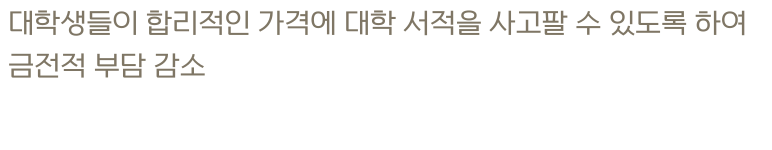 대학생들이 합리적인 가격에 대학 서적을 사고팔 수 있도록 하여
금전적 부담 감소